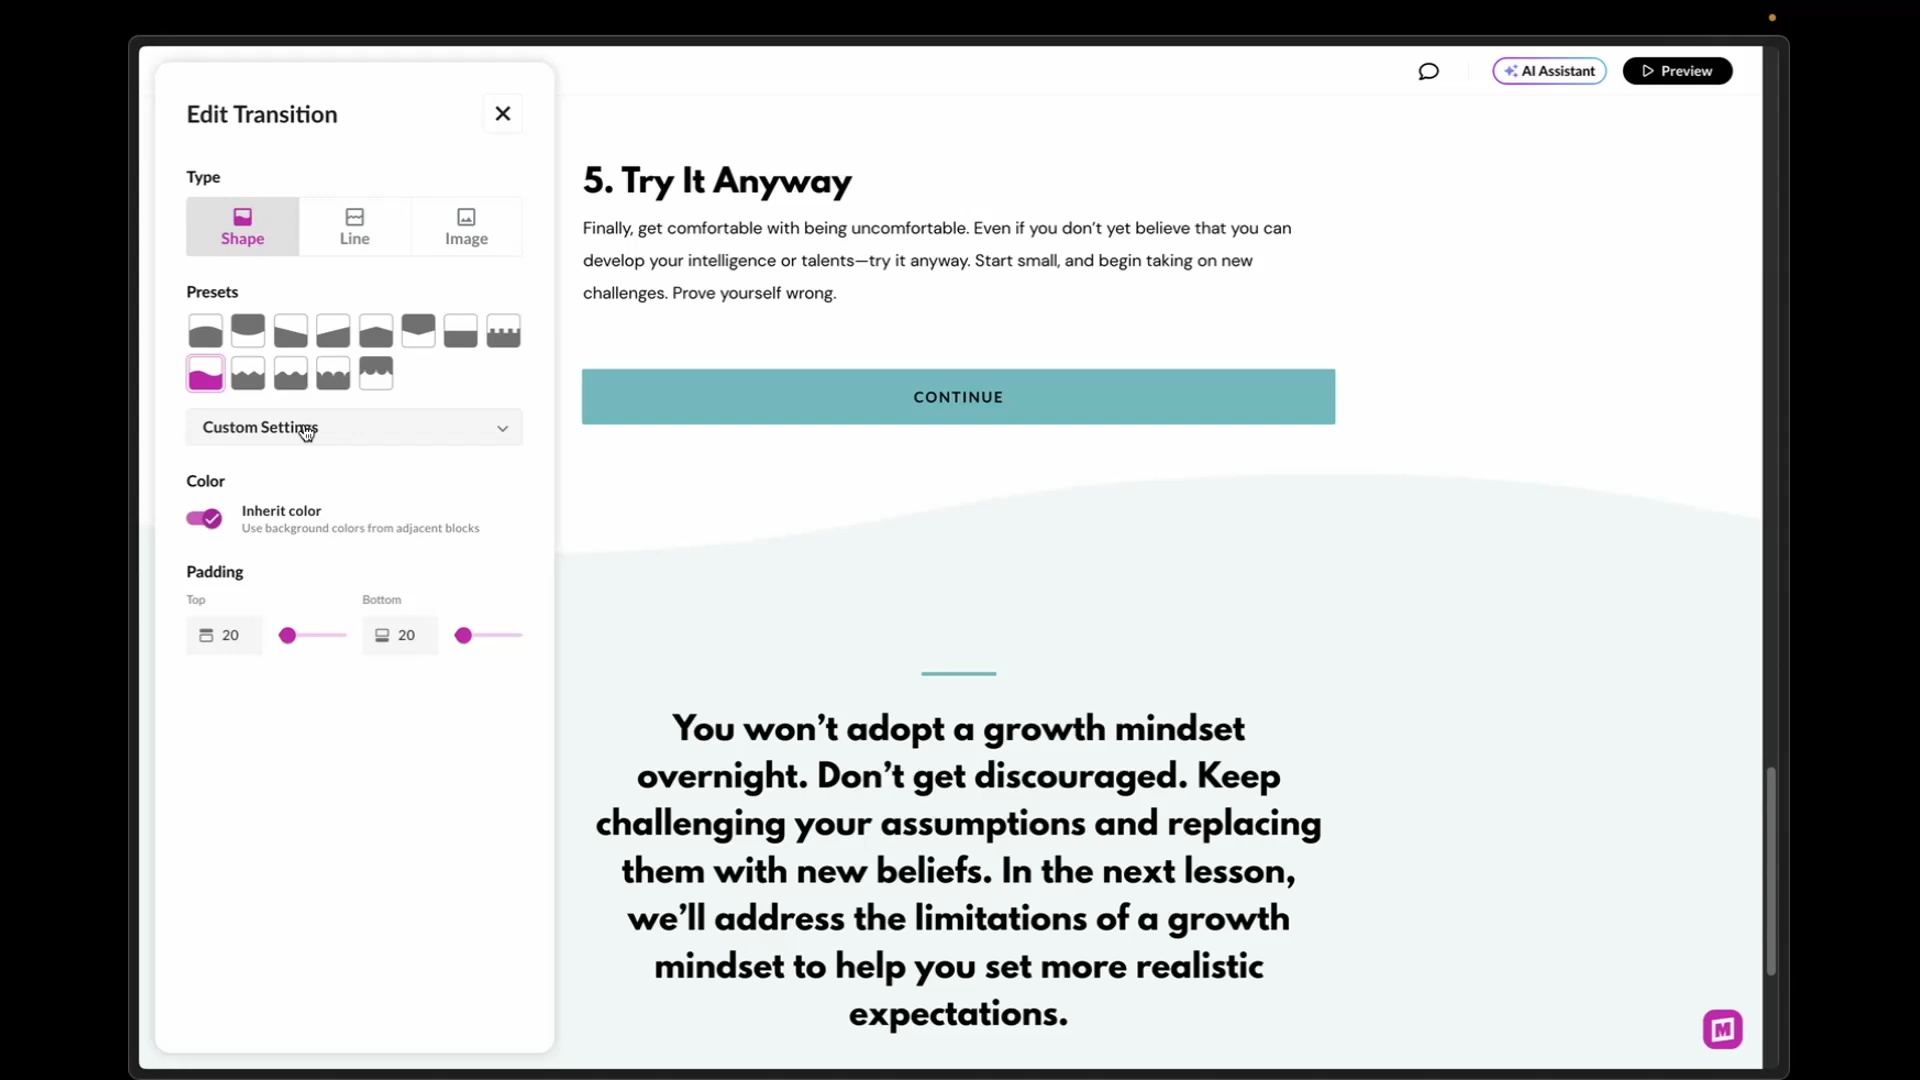 AI Assistant
Preview
Edit Transition
Type
Shape
Line
Image
Presets
Custom Settings
Color
Inherit color
Use background colors from adjacent blocks
Padding
Top
Bottom
20
20
5. Try It Anyway
Finally, get comfortable with being uncomfortable. Even if you don’t yet believe that you can
develop your intelligence or talents—try it anyway. Start small, and begin taking on new
challenges. Prove yourself wrong.
CONTINUE
You won’t adopt a growth mindset
overnight. Don’t get discouraged. Keep
challenging your assumptions and replacing
them with new beliefs. In the next lesson,
we’ll address the limitations of a growth
mindset to help you set more realistic
expectations.
M